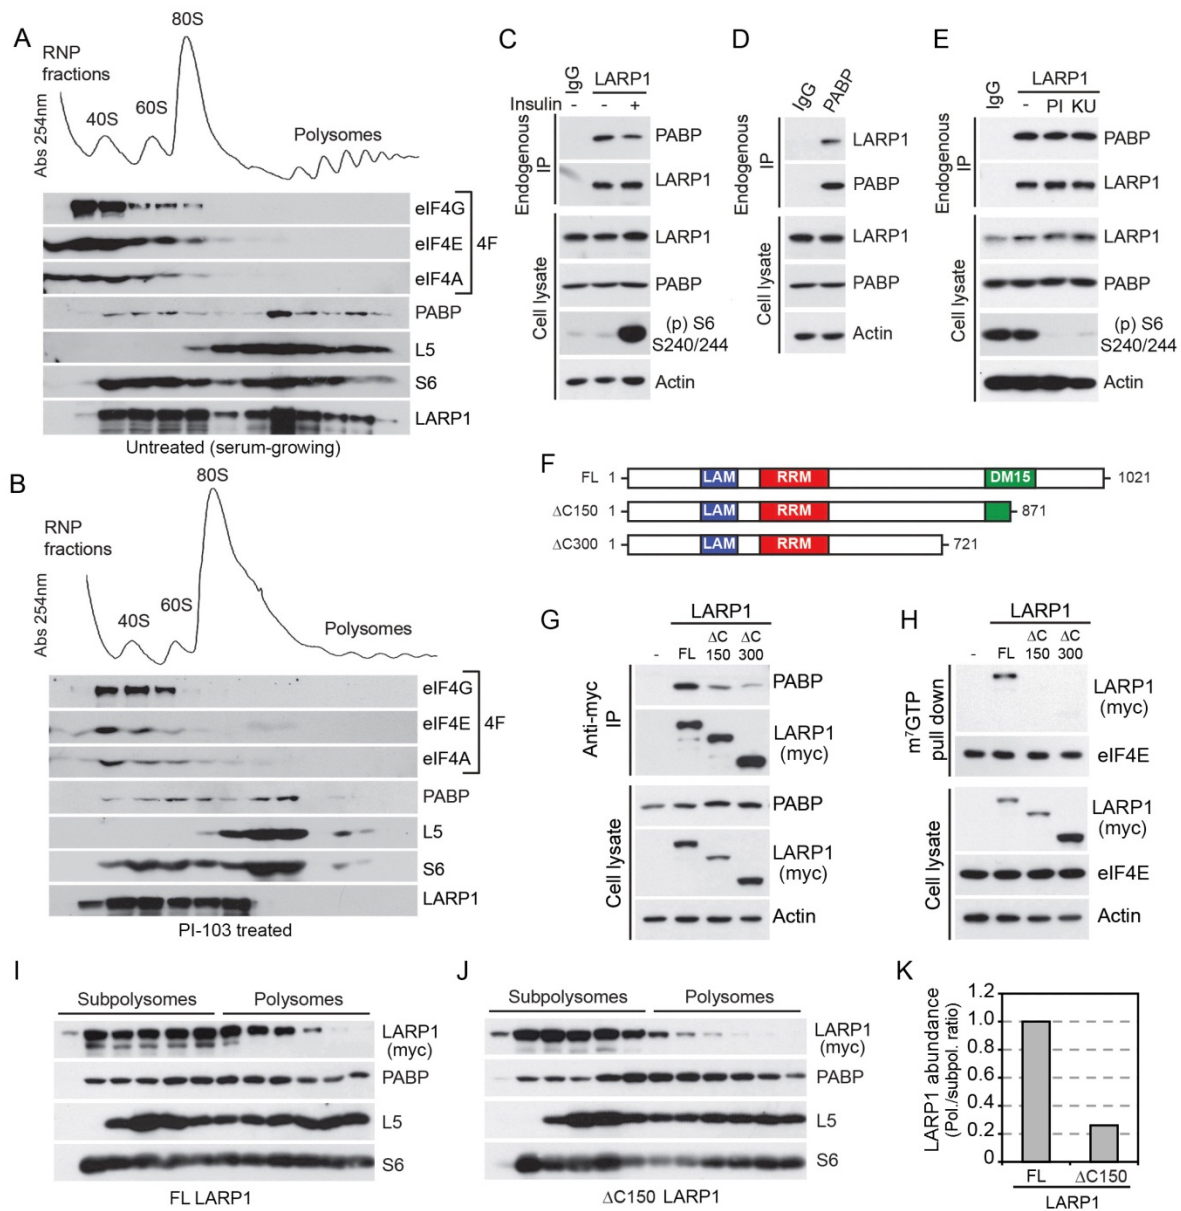 A
RNP
fractions
40S
60S
80S
Polysomes
Abs 254nm
eIF4G
eIF4E
eIF4A
4F
PABP
L5
S6
LARP1
Untreated (serum-growing)
B
RNP
fractions
40S
60S
80S
Polysomes
Abs 254nm
eIF4G
eIF4E
eIF4A
4F
PABP
L5
S6
LARP1
PI-103 treated
C
IgG
LARP1
Insulin - - +
Endogenous
IP
PABP
LARP1
Cell lysate
LARP1
PABP
(p) S6
S240/244
Actin
D
IgG
PABP
Endogenous
IP
LARP1
PABP
Cell lysate
LARP1
PABP
Actin
E
IgG
LARP1
- PI KU
Endogenous
IP
PABP
LARP1
Cell lysate
LARP1
PABP
(p) S6
S240/244
Actin
F
FL 1 LAM RRM DM15 1021
ΔC150 1 LAM RRM 871
ΔC300 1 LAM RRM 721
G
LARP1
- FL ΔC 150 ΔC 300
Anti-myc
IP
PABP
LARP1
(myc)
Cell lysate
PABP
LARP1
(myc)
Actin
H
LARP1
- FL ΔC 150 ΔC 300
m⁷GTP
pull down
LARP1
(myc)
eIF4E
Cell lysate
LARP1
(myc)
eIF4E
Actin
I
Subpolysomes Polysomes
LARP1
(myc)
PABP
L5
S6
FL LARP1
J
Subpolysomes Polysomes
LARP1
(myc)
PABP
L5
S6
ΔC150 LARP1
K
LARP1 abundance
(Pol./subpol. ratio)
1.2
1.0
0.8
0.6
0.4
0.2
0
FL ΔC150
LARP1